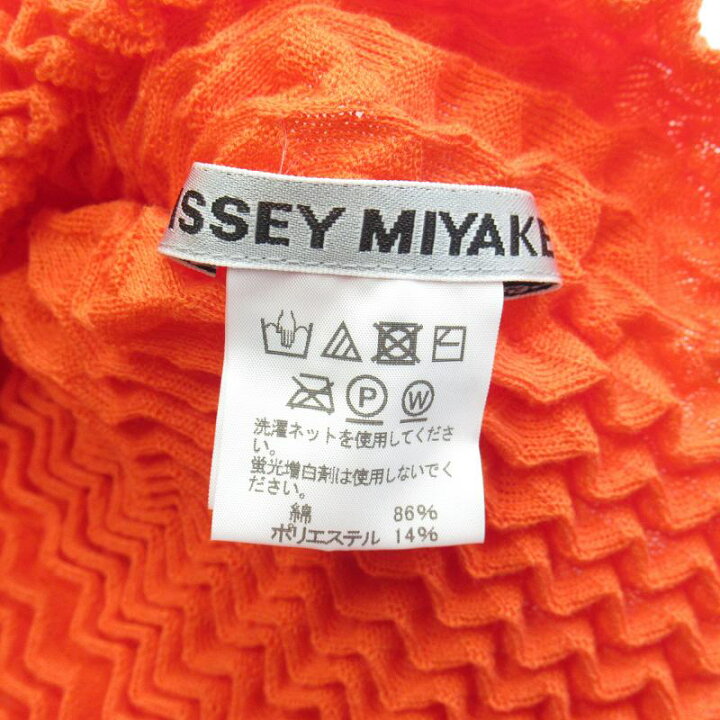 ISSEY MIYAKE
P W
洗濯ネットを使用してくださ
い。
蛍光増白剤は使用しないでく
ださい。
綿 86%
ポリエステル 14%